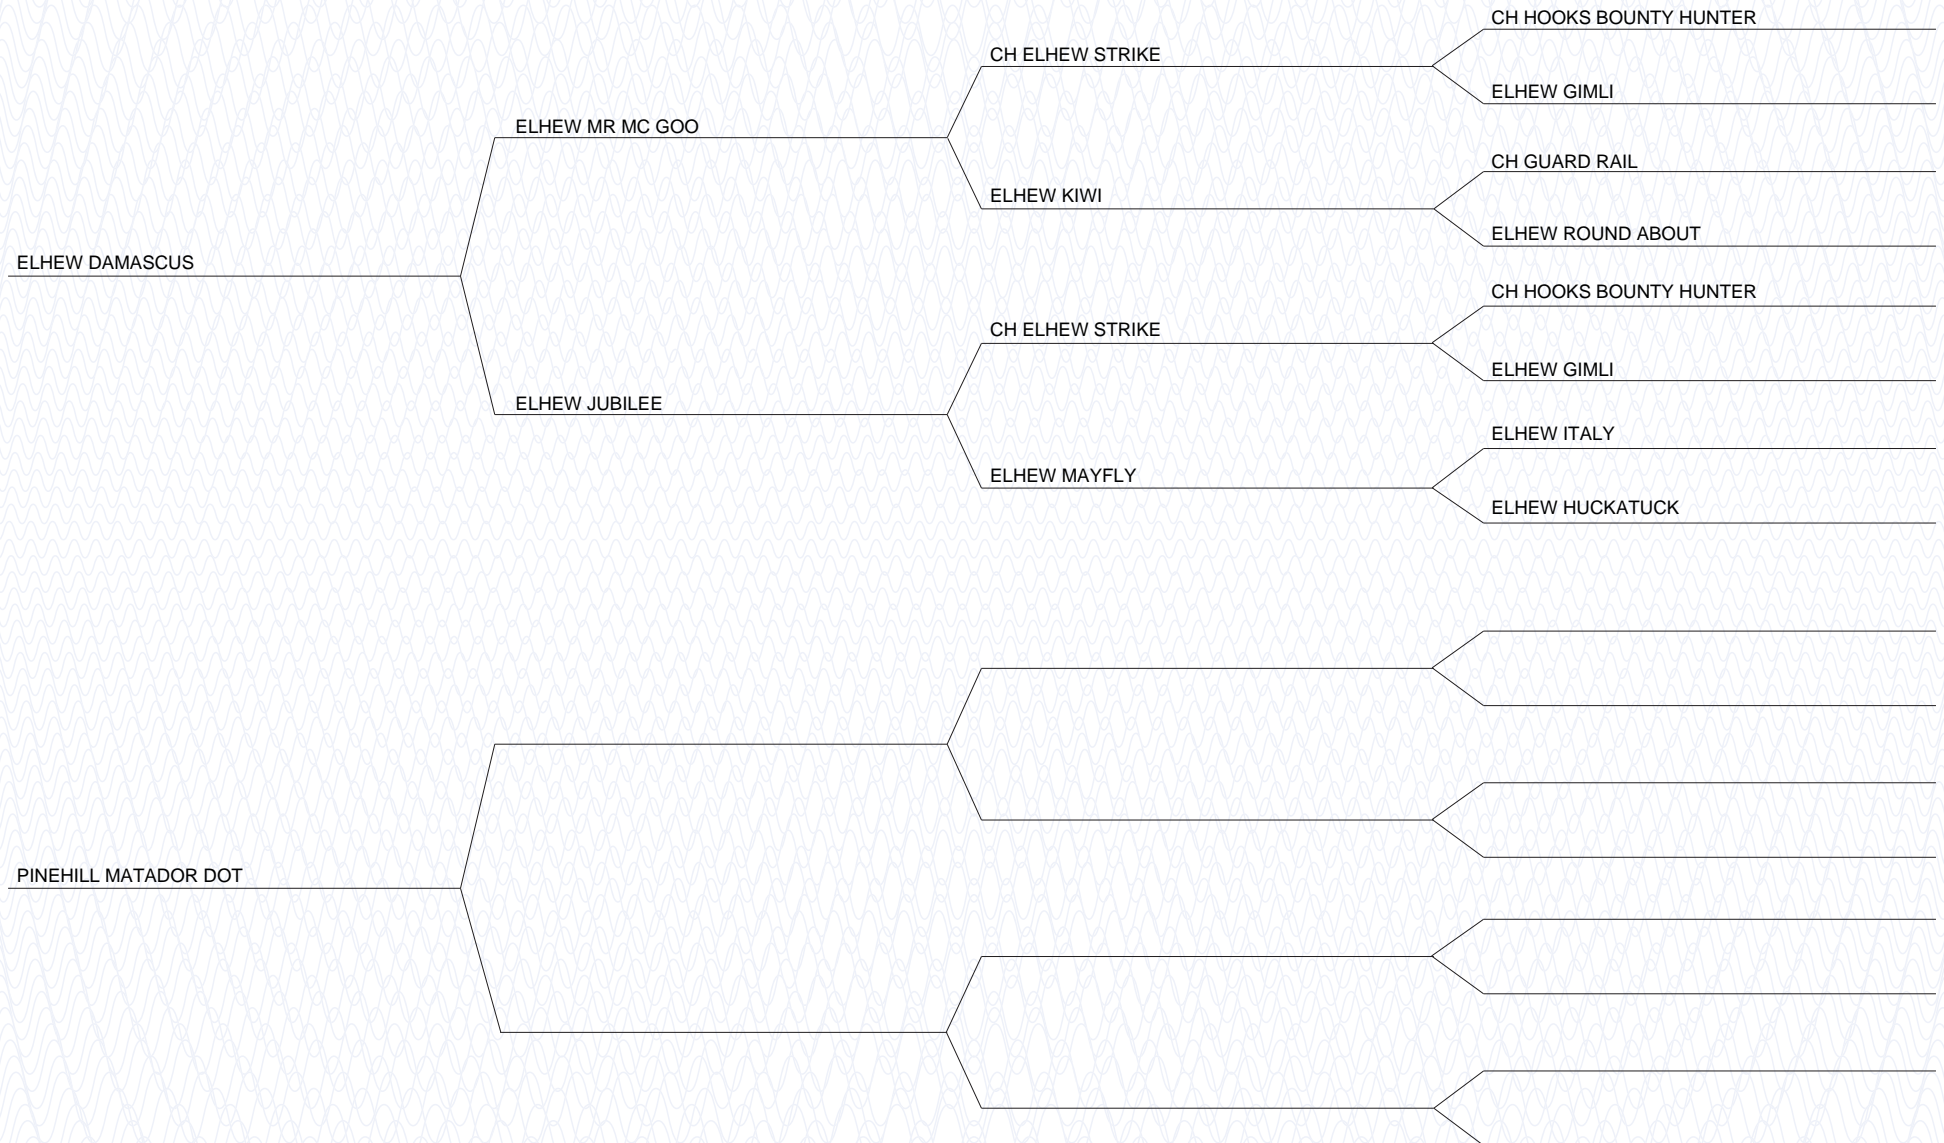 CH HOOKS BOUNTY HUNTER
CH ELHEW STRIKE
ELHEW GIMLI
ELHEW MR MC GOO
CH GUARD RAIL
ELHEW KIWI
ELHEW ROUND ABOUT
ELHEW DAMASCUS
CH HOOKS BOUNTY HUNTER
CH ELHEW STRIKE
ELHEW GIMLI
ELHEW JUBILEE
ELHEW ITALY
ELHEW MAYFLY
ELHEW HUCKATUCK
PINEHILL MATADOR DOT